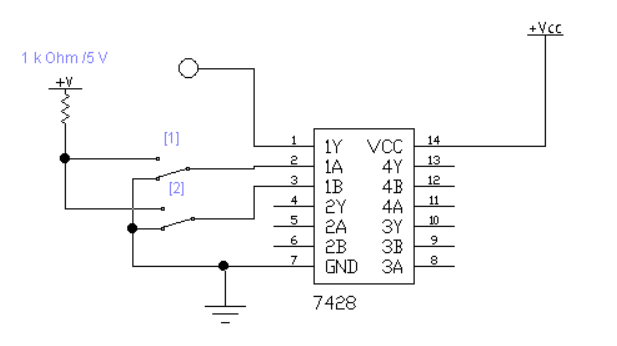 +Vcc
1 k Ohm /5 V
+V
[1]
[2]
1 1Y VCC 14
2 1A 4Y 13
3 1B 4B 12
4 2Y 4A 11
5 2A 3Y 10
6 2B 3B 9
7 GND 3A 8
7428